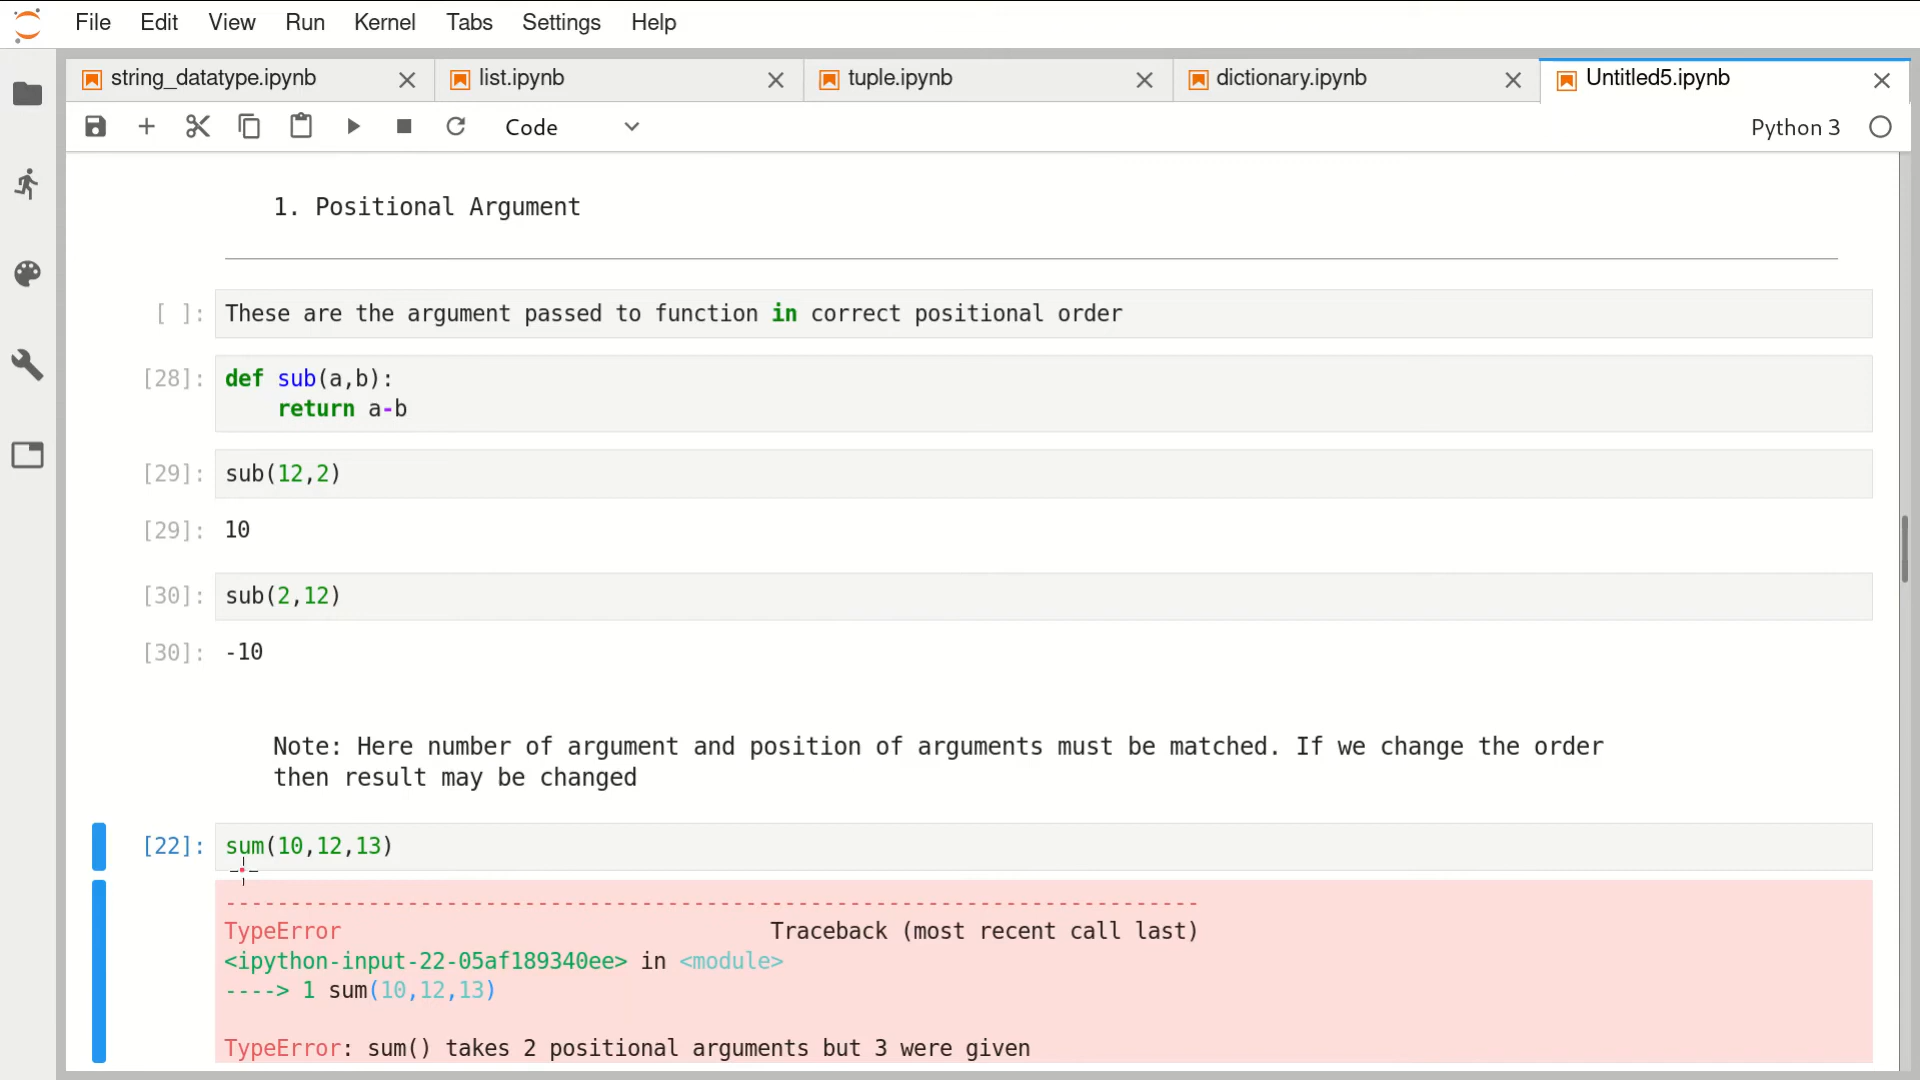 File Edit View Run Kernel Tabs Settings Help
string_datatype.ipynb list.ipynb tuple.ipynb dictionary.ipynb Untitled5.ipynb
Code Python 3
1. Positional Argument
[ ]: These are the argument passed to function in correct positional order
[28]: def sub(a,b):
return a-b
[29]: sub(12,2)
[29]: 10
[30]: sub(2,12)
[30]: -10
Note: Here number of argument and position of arguments must be matched. If we change the order
then result may be changed
[22]: sum(10,12,13)
---------------------------------------------------------------------------
TypeError Traceback (most recent call last)
<ipython-input-22-05af189340ee> in <module>
----> 1 sum(10,12,13)
TypeError: sum() takes 2 positional arguments but 3 were given